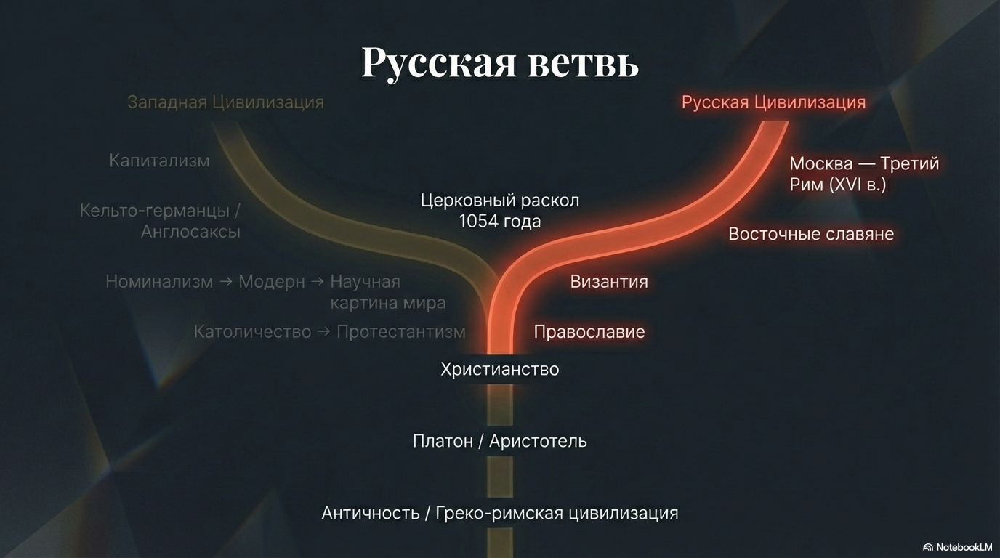 Русская ветвь
Западная Цивилизация
Русская Цивилизация
Капитализм
Москва — Третий
Рим (XVI в.)
Кельто-германцы /
Англосаксы
Церковный раскол
1054 года
Восточные славяне
Номинализм → Модерн → Научная
картина мира
Византия
Католичество → Протестантизм
Православие
Христианство
Платон / Аристотель
Античность / Греко-римская цивилизация
NotebookLM